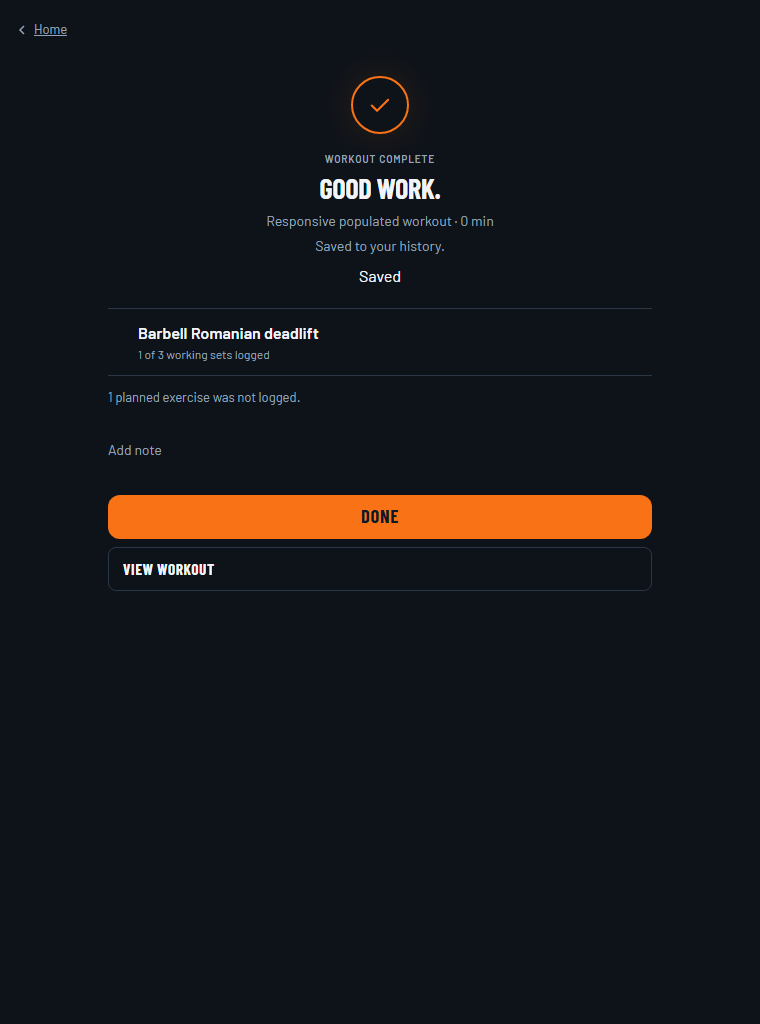 Home
WORKOUT COMPLETE
GOOD WORK.
Responsive populated workout · 0 min
Saved to your history.
Saved
Barbell Romanian deadlift
1 of 3 working sets logged
1 planned exercise was not logged.
Add note
DONE
VIEW WORKOUT